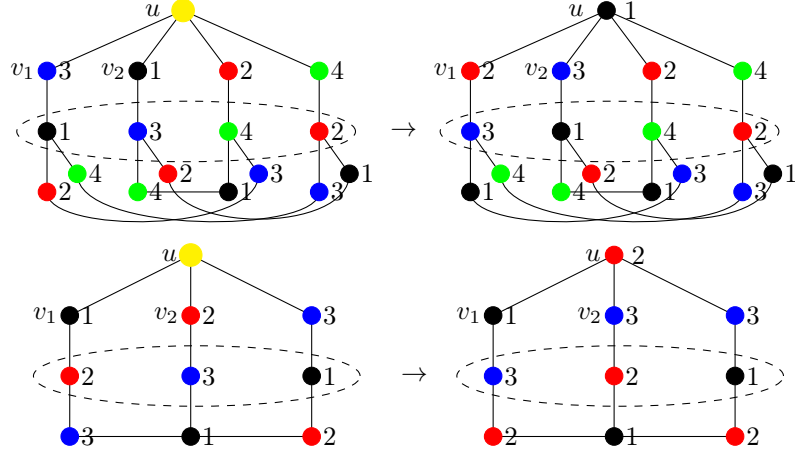 u u 1
v1 3 v2 1 2 4 v1 2 v2 3 2 4
1 3 4 2 → 3 1 4 2
4 2 3 1 4 2 3 1
2 4 1 3 1 4 1 3
u u 2
v1 1 v2 2 3 v1 1 v2 3 3
2 3 1 → 3 2 1
3 1 2 2 1 2